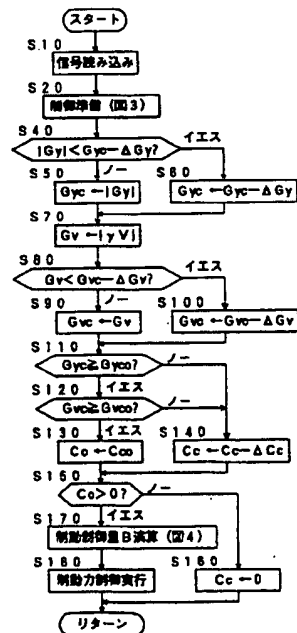 スタート
S10
信号読み込み
S20
制御準備 (図3)
S40
|Gy|<Gyc−ΔGy?
イエス
ノー
S50
Gyc←|Gy|
S60
Gyc←Gyc−ΔGy
S70
Gv←|γV|
S80
Gv<Gvc−ΔGv?
イエス
ノー
S90
Gvc←Gv
S100
Gvc←Gvc−ΔGv
S110
Gyc≧Gyco?
ノー
イエス
S120
Gvc≧Gvco?
ノー
イエス
S130
Cc←Cco
S140
Cc←Cc−ΔCc
S150
Cc>0?
ノー
イエス
S170
制動制御量B演算 (図4)
S180
制動力制御実行
S160
Cc←0
リターン